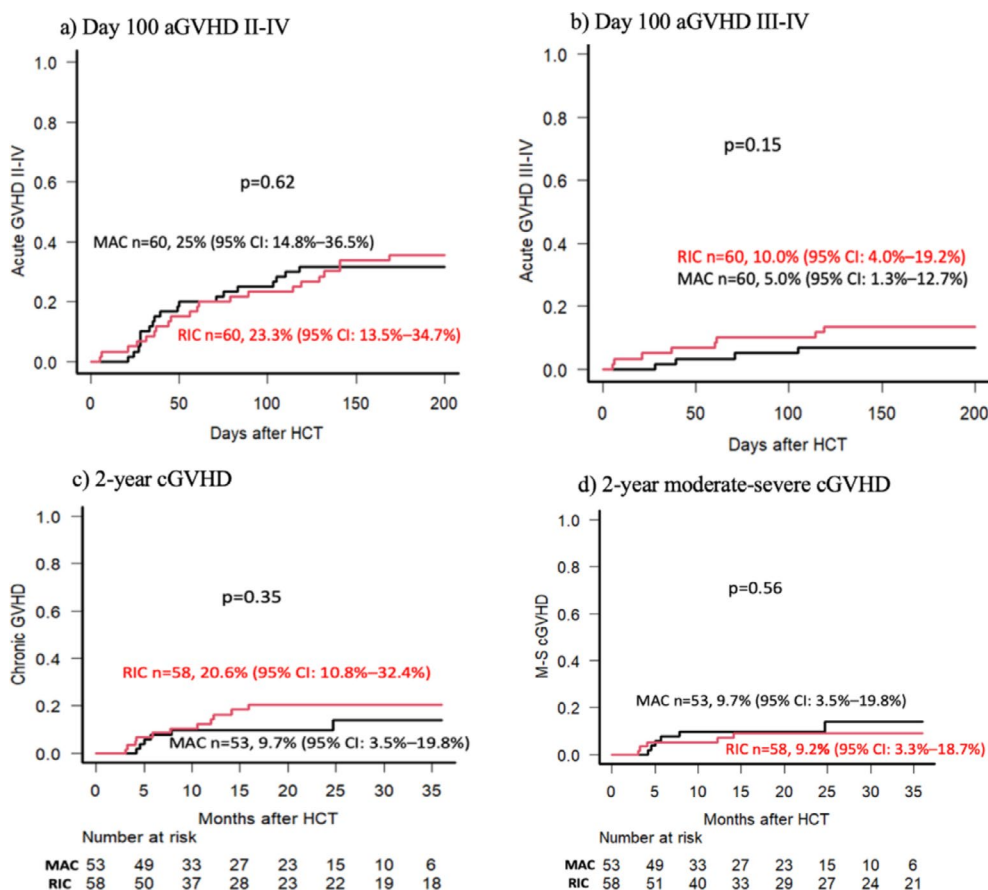 a) Day 100 aGVHD II-IV
Acute GVHD II-IV
1.0
0.8
0.6
0.4
0.2
0.0
p=0.62
MAC n=60, 25% (95% CI: 14.8%–36.5%)
RIC n=60, 23.3% (95% CI: 13.5%–34.7%)
0 50 100 150 200
Days after HCT
b) Day 100 aGVHD III-IV
Acute GVHD III-IV
1.0
0.8
0.6
0.4
0.2
0.0
p=0.15
RIC n=60, 10.0% (95% CI: 4.0%–19.2%)
MAC n=60, 5.0% (95% CI: 1.3%–12.7%)
0 50 100 150 200
Days after HCT
c) 2-year cGVHD
Chronic GVHD
1.0
0.8
0.6
0.4
0.2
0.0
p=0.35
RIC n=58, 20.6% (95% CI: 10.8%–32.4%)
MAC n=53, 9.7% (95% CI: 3.5%–19.8%)
0 5 10 15 20 25 30 35
Months after HCT
Number at risk
MAC 53 49 33 27 23 15 10 6
RIC 58 50 37 28 23 22 19 18
d) 2-year moderate-severe cGVHD
M-S cGVHD
1.0
0.8
0.6
0.4
0.2
0.0
p=0.56
MAC n=53, 9.7% (95% CI: 3.5%–19.8%)
RIC n=58, 9.2% (95% CI: 3.3%–18.7%)
0 5 10 15 20 25 30 35
Months after HCT
Number at risk
MAC 53 49 33 27 23 15 10 6
RIC 58 51 40 33 29 27 24 21